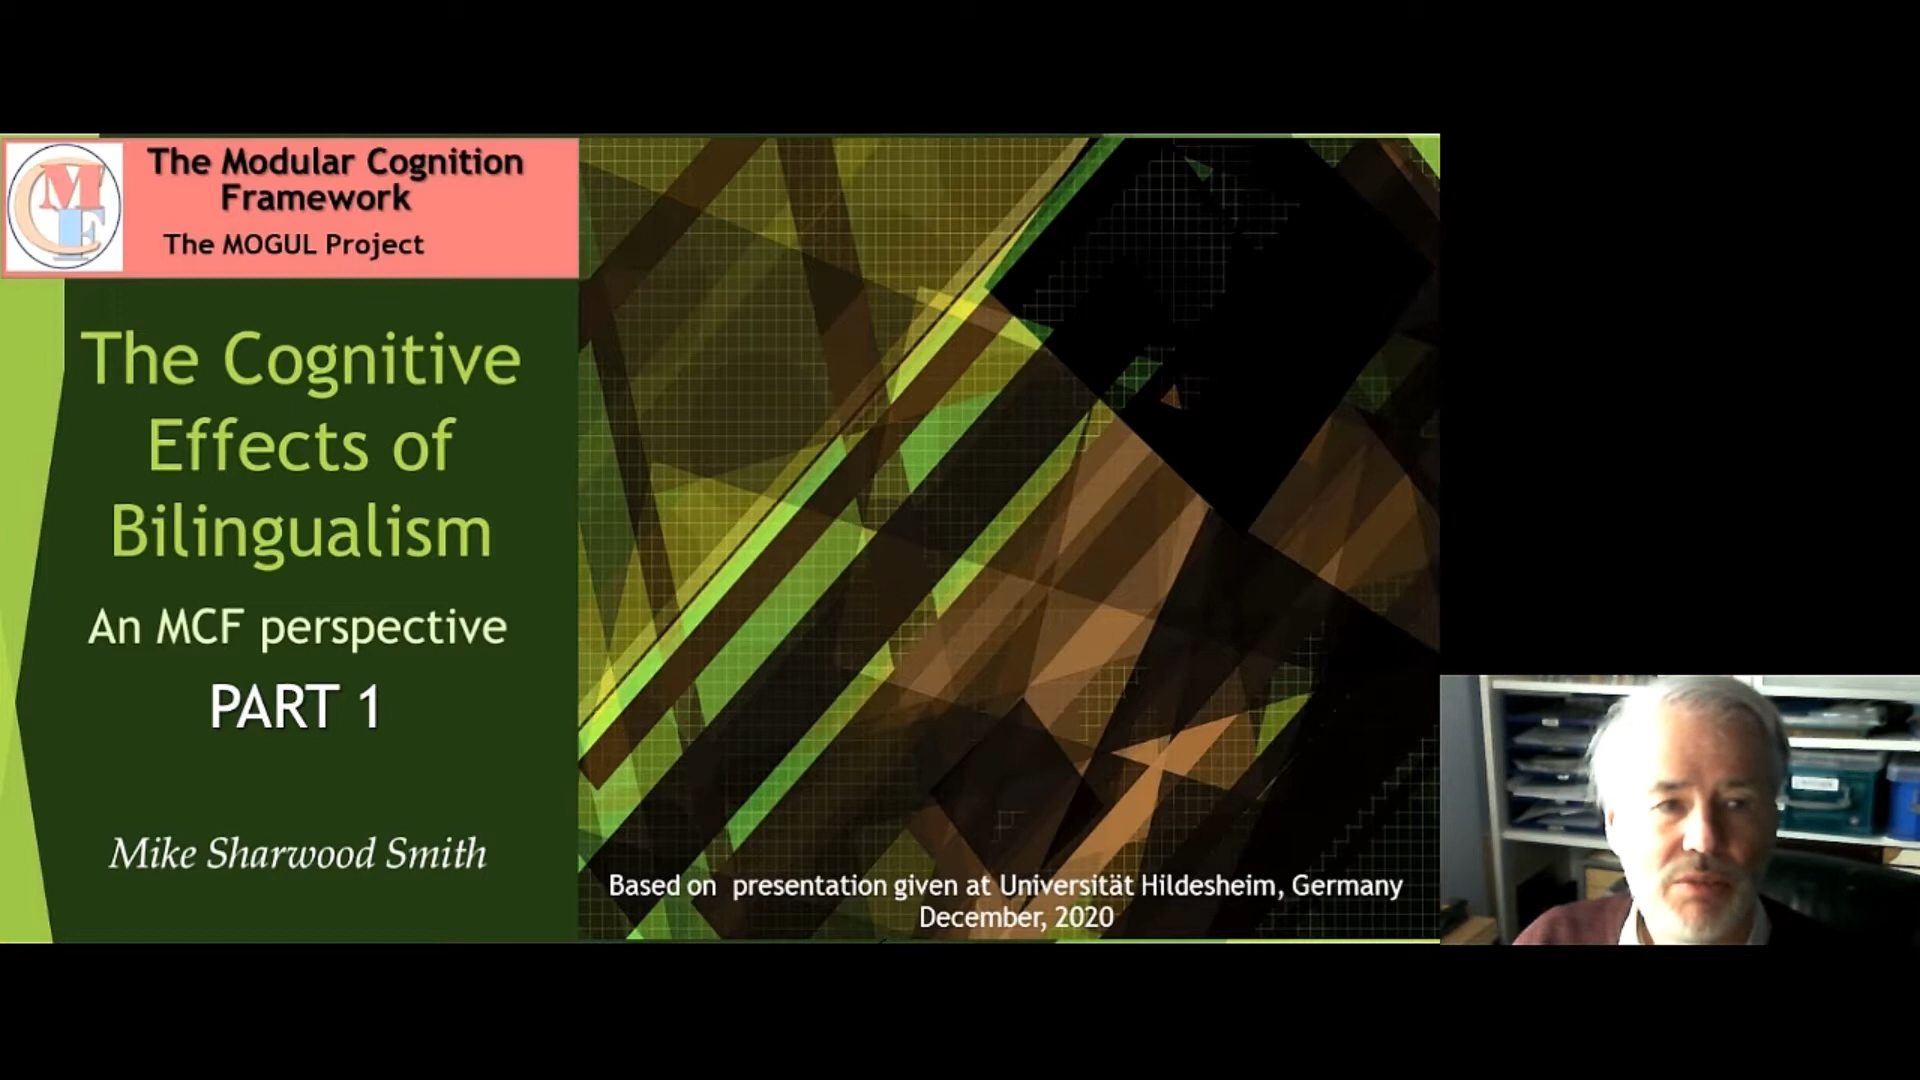 The Modular Cognition
Framework
The MOGUL Project
MCF
The Cognitive
Effects of
Bilingualism
An MCF perspective
PART 1
Mike Sharwood Smith
Based on presentation given at Universität Hildesheim, Germany
December, 2020